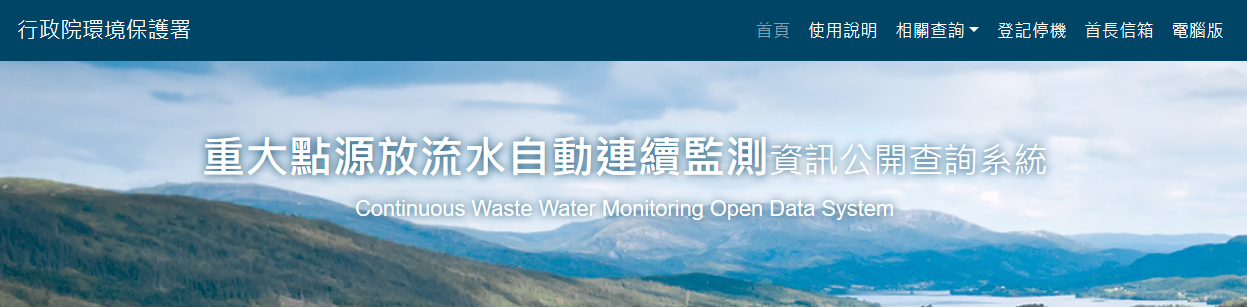 行政院環境保護署
首頁 使用說明 相關查詢 登記停機 首長信箱 電腦版
重大點源放流水自動連續監測資訊公開查詢系統
Continuous Waste Water Monitoring Open Data System